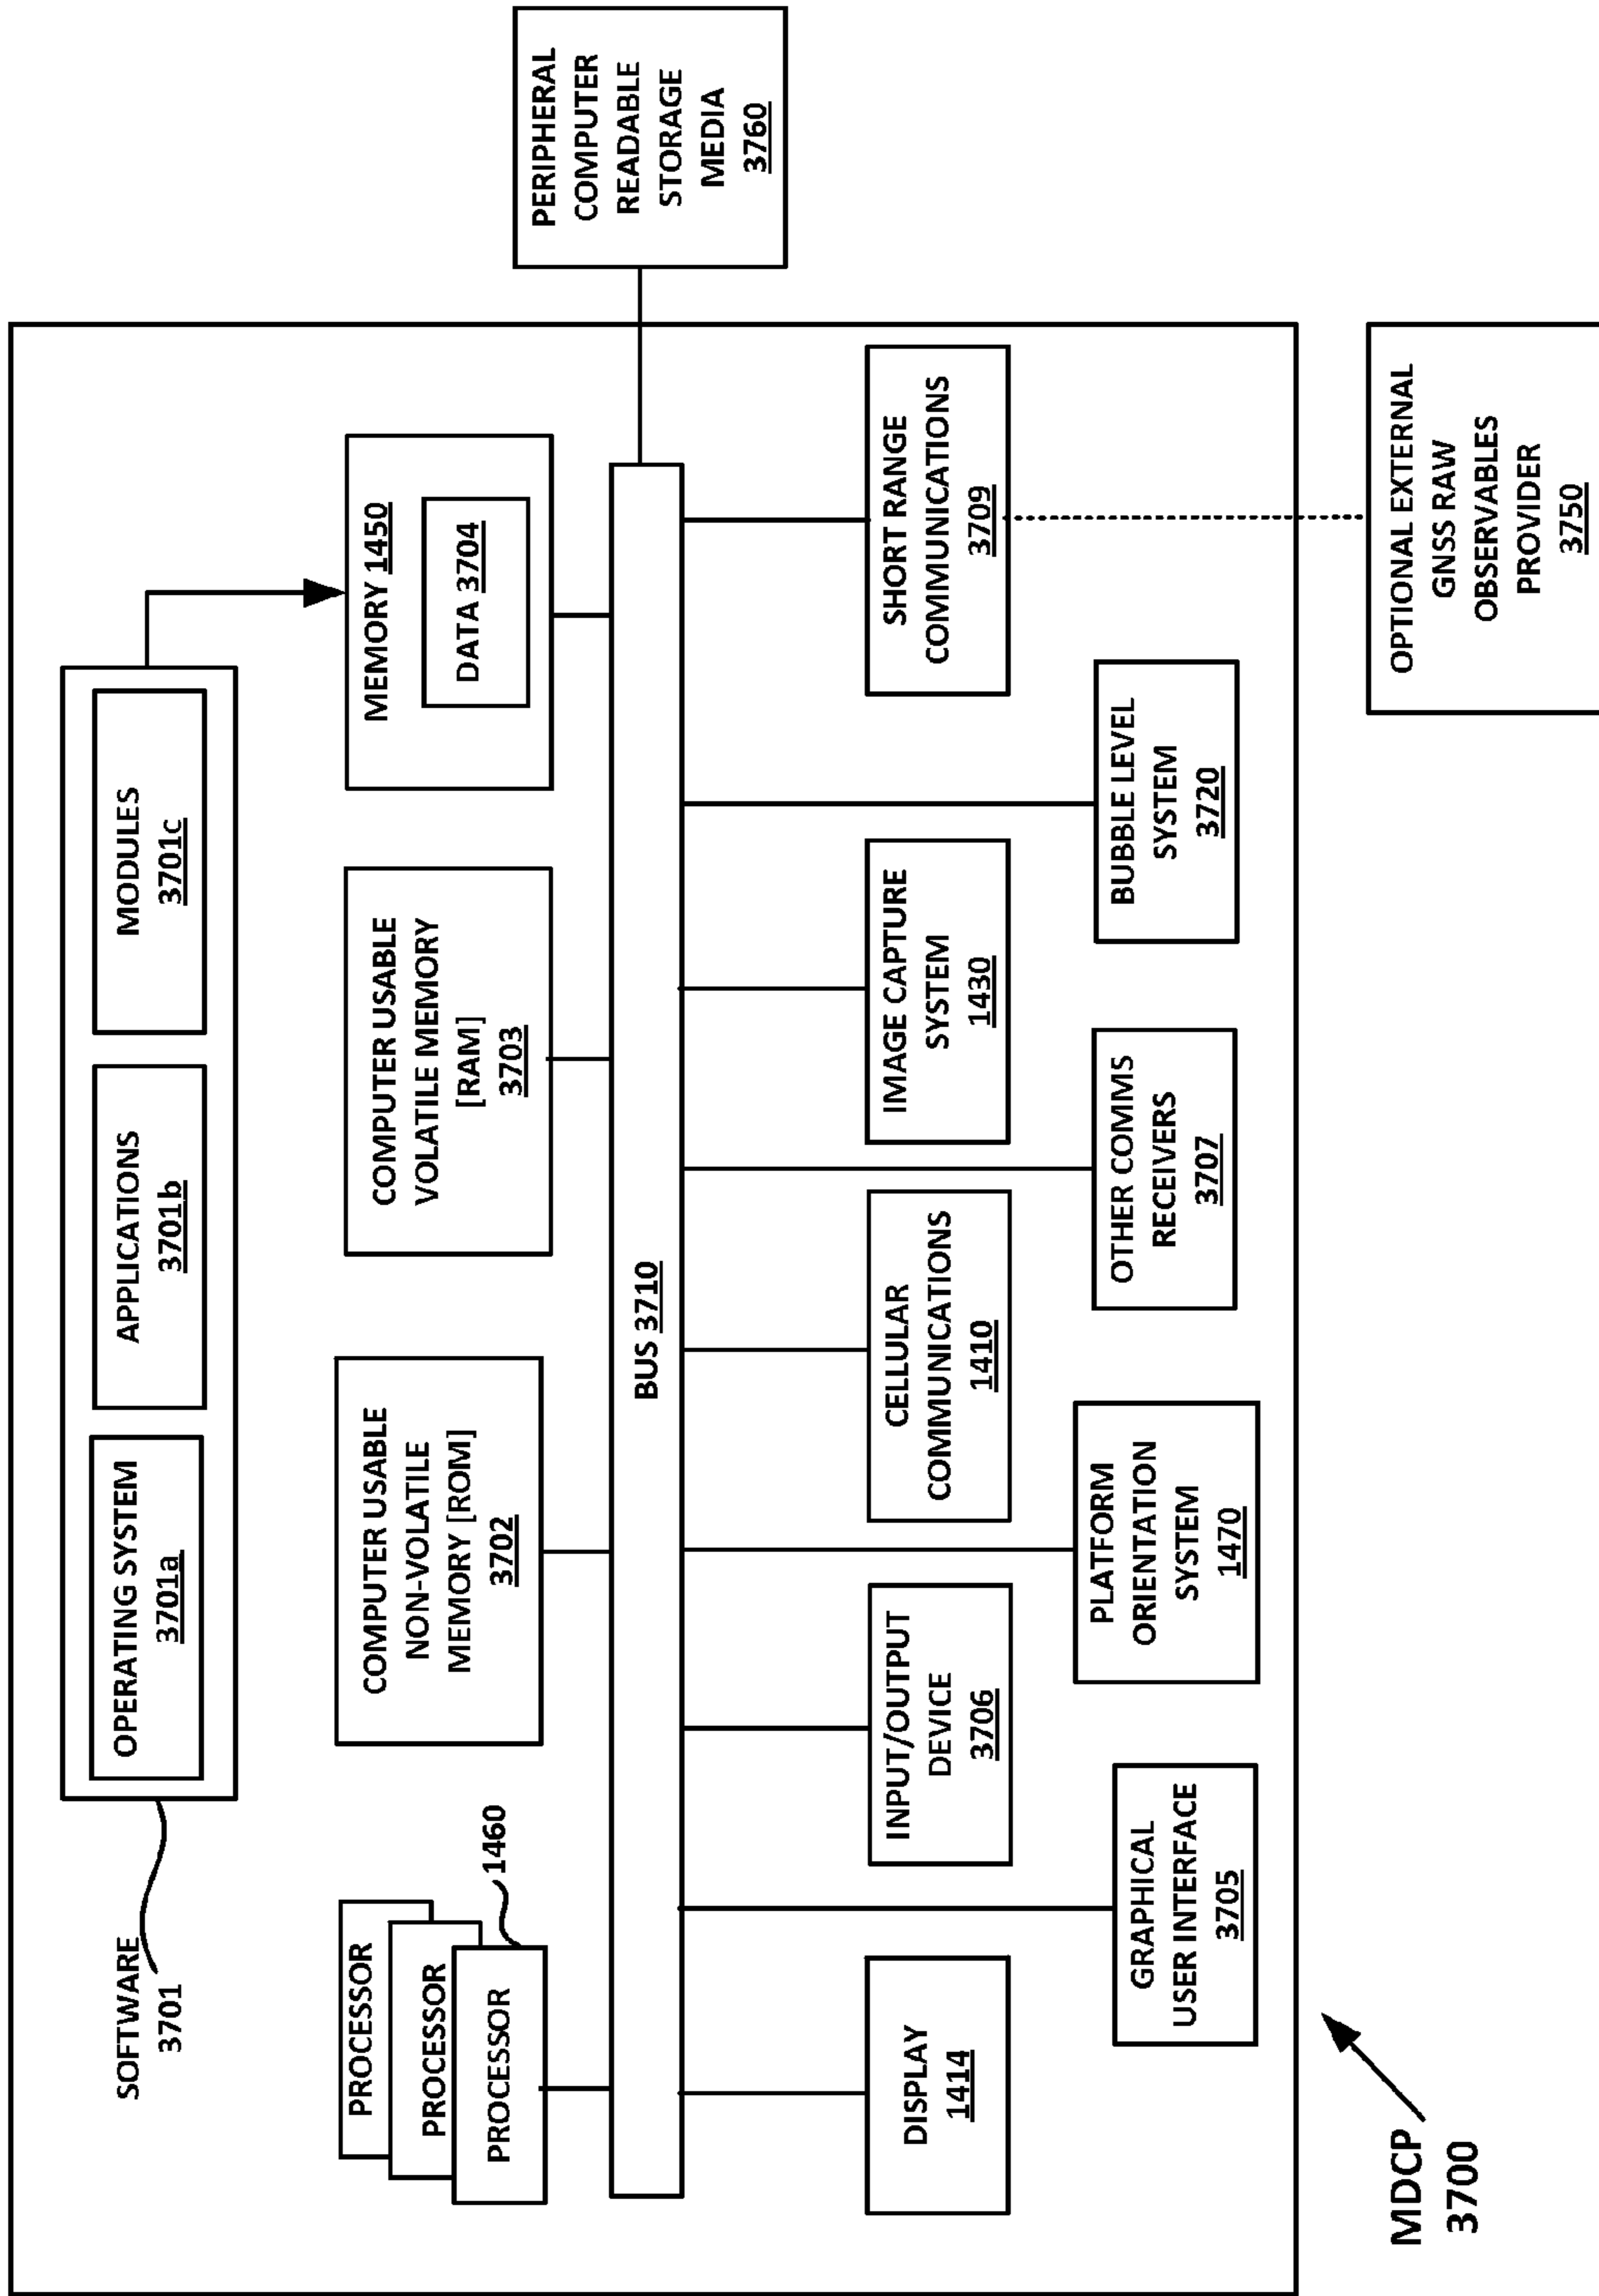 SOFTWARE
3701
OPERATING SYSTEM
3701a
APPLICATIONS
3701b
MODULES
3701c
PROCESSOR
PROCESSOR
PROCESSOR
1460
COMPUTER USABLE
NON-VOLATILE
MEMORY [ROM]
3702
COMPUTER USABLE
VOLATILE MEMORY
[RAM]
3703
MEMORY 1450
DATA 3704
PERIPHERAL
COMPUTER
READABLE
STORAGE
MEDIA
3760
BUS 3710
DISPLAY
1414
INPUT/OUTPUT
DEVICE
3706
CELLULAR
COMMUNICATIONS
1410
IMAGE CAPTURE
SYSTEM
1430
SHORT RANGE
COMMUNICATIONS
3709
GRAPHICAL
USER INTERFACE
3705
PLATFORM
ORIENTATION
SYSTEM
1470
OTHER COMMS
RECEIVERS
3707
BUBBLE LEVEL
SYSTEM
3720
MDCP
3700
OPTIONAL EXTERNAL
GNSS RAW
OBSERVABLES
PROVIDER
3750